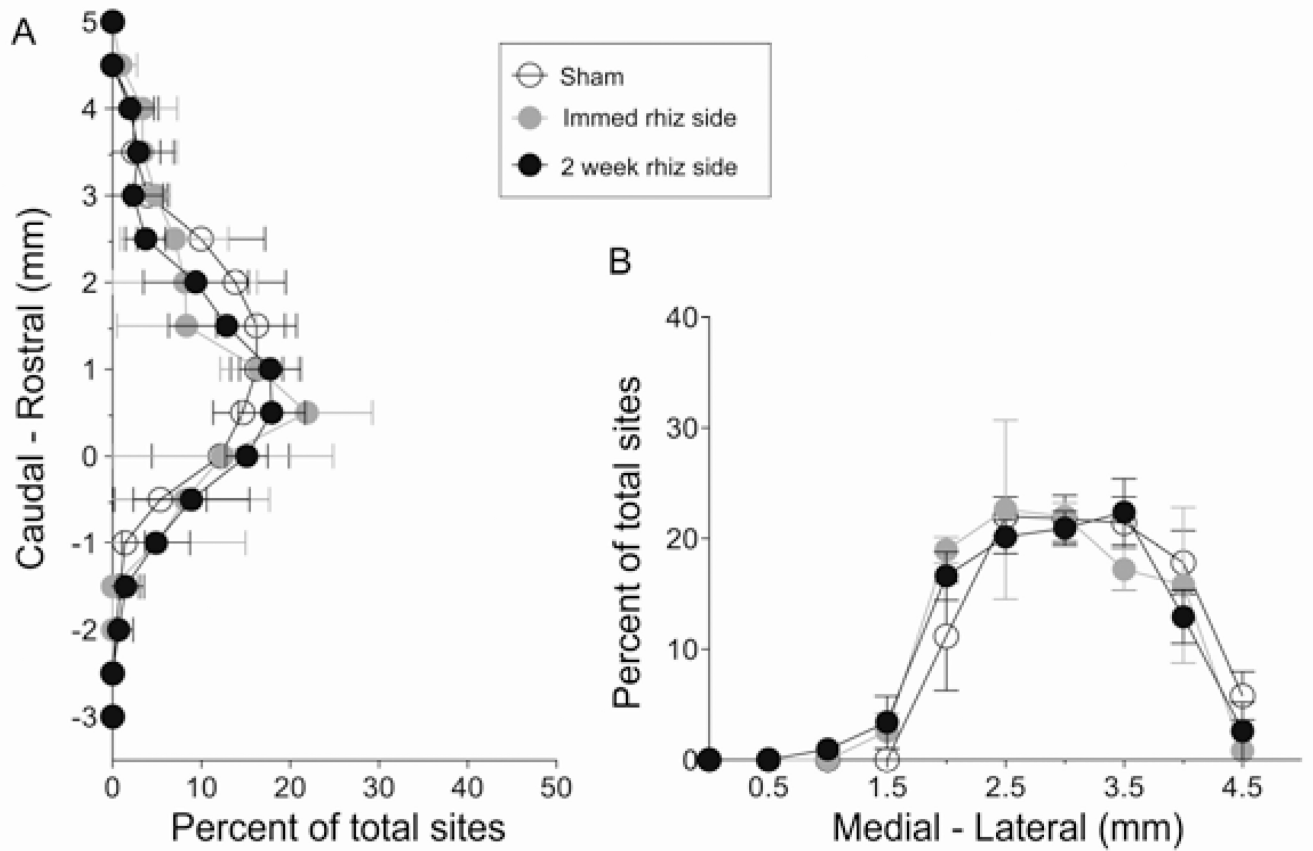 A
5
4
3
2
1
0
-1
-2
-3
Caudal - Rostral (mm)
0 10 20 30 40 50
Percent of total sites
Sham
Immed rhiz side
2 week rhiz side
B
40
30
20
10
0
Percent of total sites
0.5 1.5 2.5 3.5 4.5
Medial - Lateral (mm)